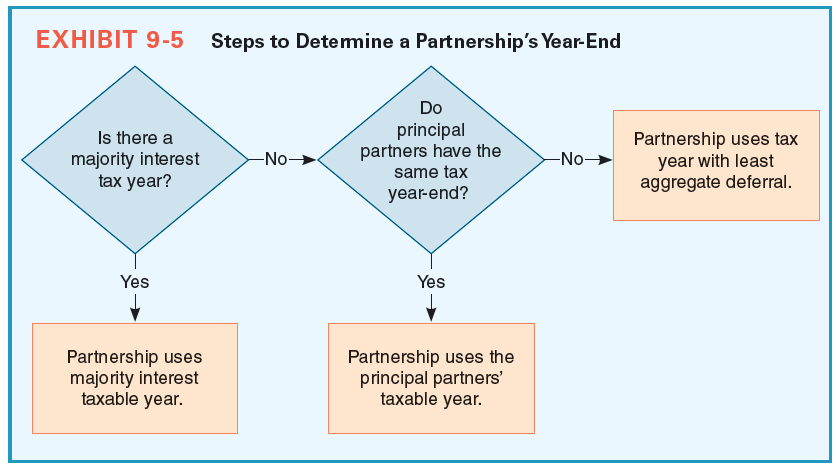 EXHIBIT 9-5 Steps to Determine a Partnership's Year-End
Is there a
majority interest
tax year?
No
Do
principal
partners have the
same tax
year-end?
No
Partnership uses tax
year with least
aggregate deferral.
Yes
Yes
Partnership uses
majority interest
taxable year.
Partnership uses the
principal partners'
taxable year.